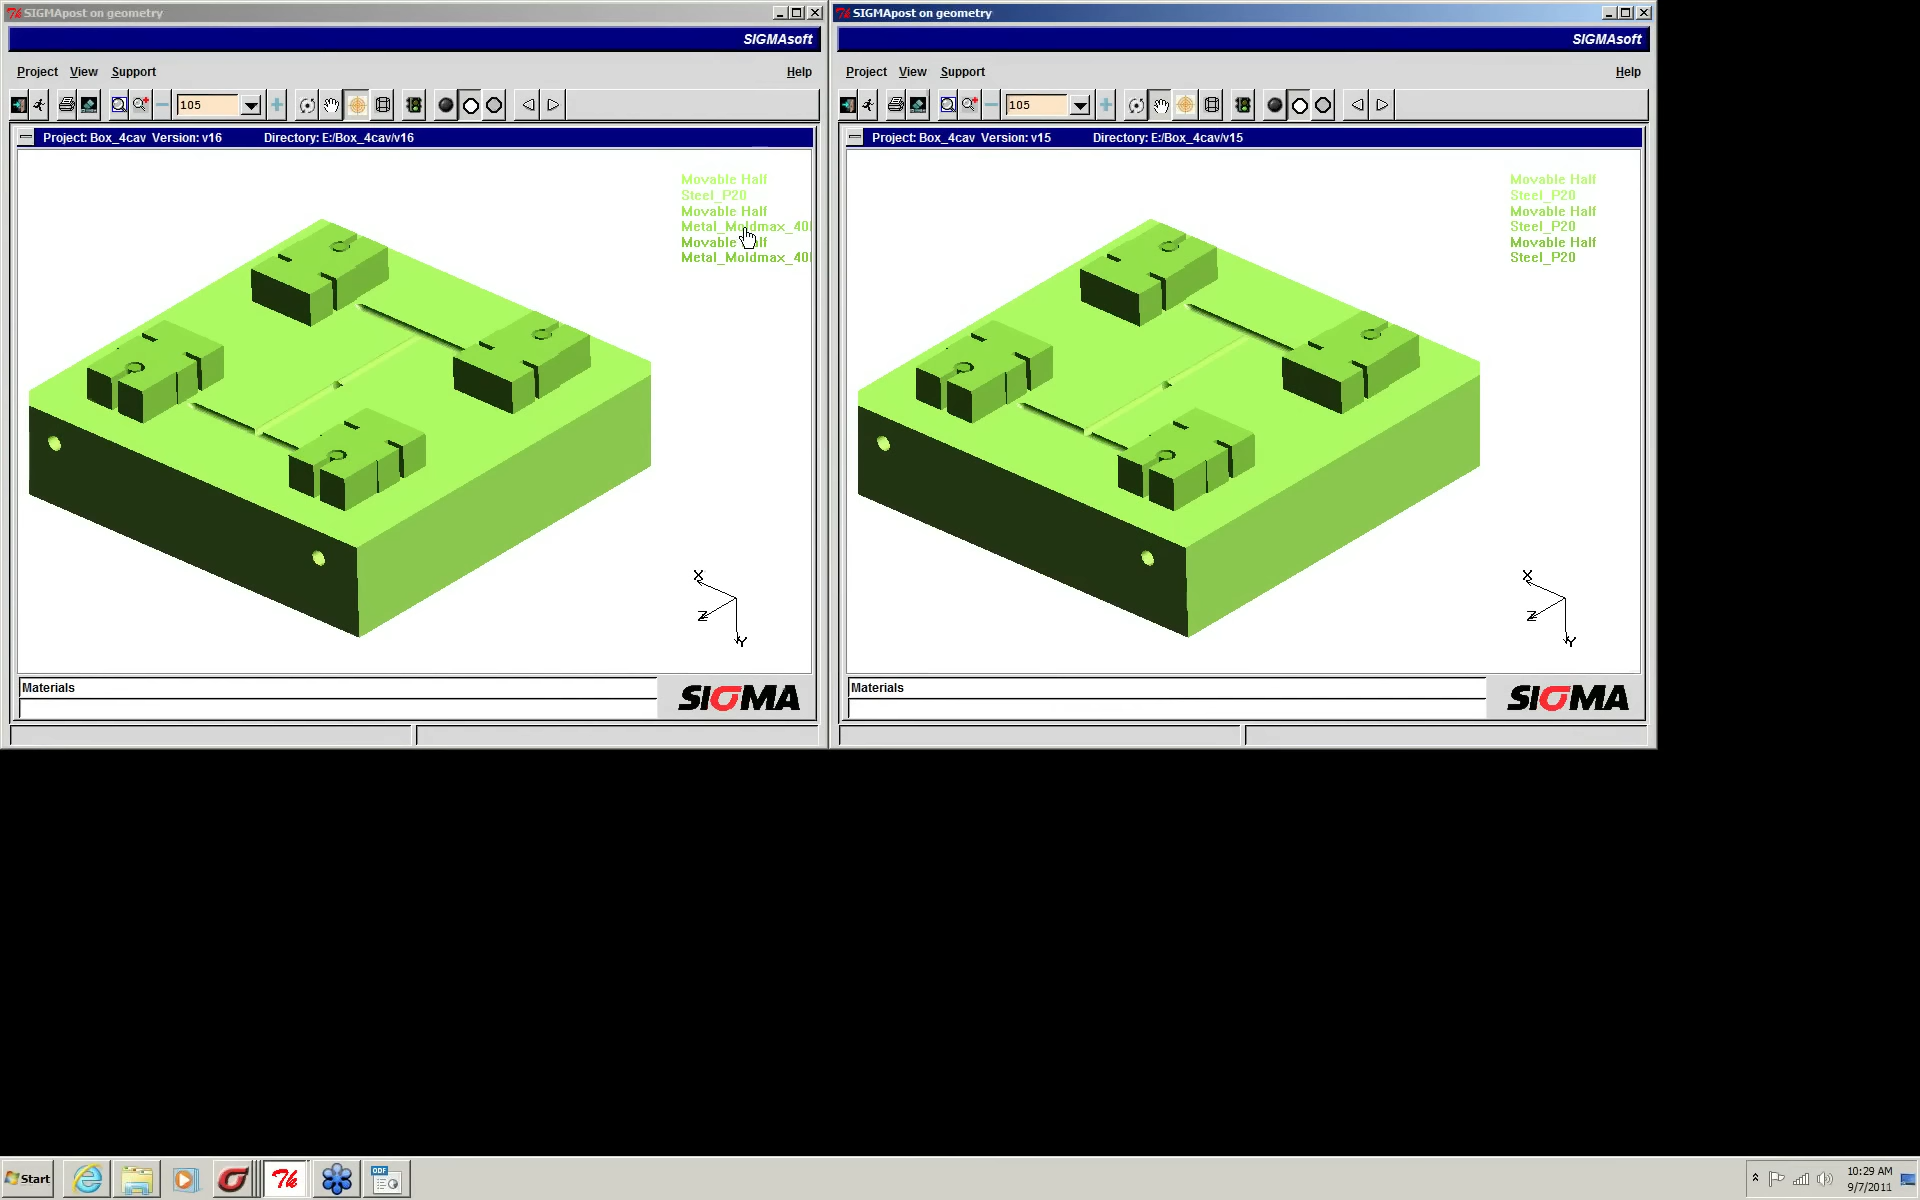 SIGMApost on geometry
SIGMAsoft
Project View Support Help
105
Project: Box_4cav Version: v16 Directory: E:/Box_4cav/v16
Movable Half
Steel_P20
Movable Half
Metal_Moldmax_40
Movable Half
Metal_Moldmax_40
X
Z
Y
Materials
SIGMA
SIGMApost on geometry
SIGMAsoft
Project View Support Help
105
Project: Box_4cav Version: v15 Directory: E:/Box_4cav/v15
Movable Half
Steel_P20
Movable Half
Steel_P20
Movable Half
Steel_P20
X
Z
Y
Materials
SIGMA
Start
ODF
10:29 AM
9/7/2011